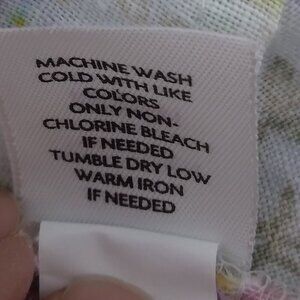 MACHINE WASH
COLD WITH LIKE
COLORS
ONLY NON-
CHLORINE BLEACH
IF NEEDED
TUMBLE DRY LOW
WARM IRON
IF NEEDED